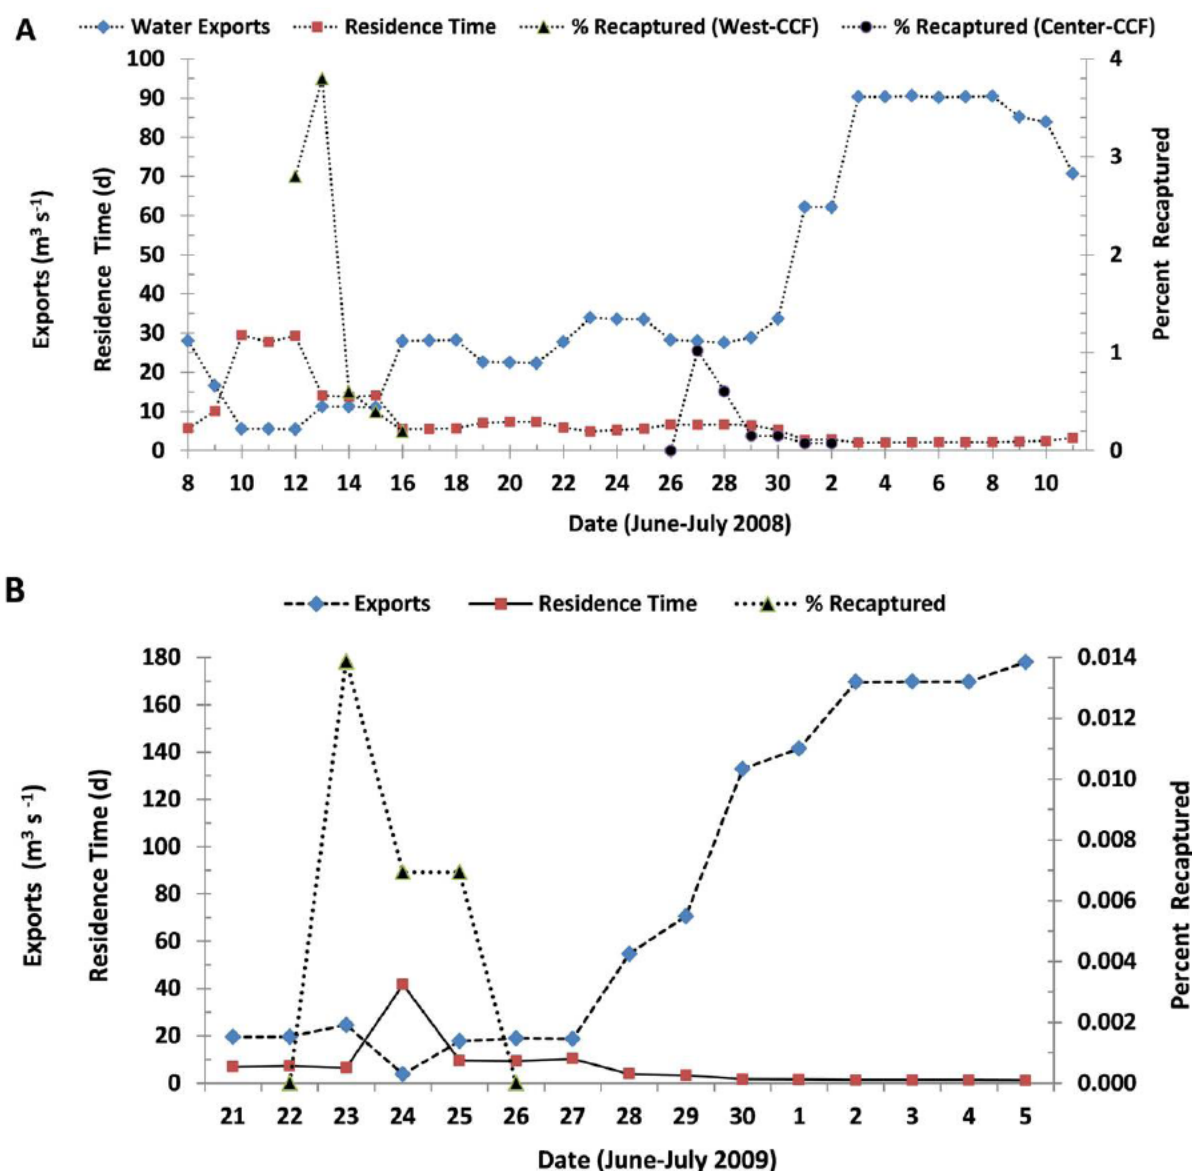 A
Water Exports Residence Time % Recaptured (West-CCF) % Recaptured (Center-CCF)
100 4
90
80
70 3
60
50 2
40
30
20 1
10
0 0
Exports (m³ s⁻¹)
Residence Time (d)
Percent Recaptured
8 10 12 14 16 18 20 22 24 26 28 30 2 4 6 8 10
Date (June-July 2008)
B
Exports Residence Time % Recaptured
180 0.014
160 0.012
140 0.010
120
100 0.008
80 0.006
60 0.004
40
20 0.002
0 0.000
Exports (m³ s⁻¹)
Residence Time (d)
Percent Recaptured
21 22 23 24 25 26 27 28 29 30 1 2 3 4 5
Date (June-July 2009)